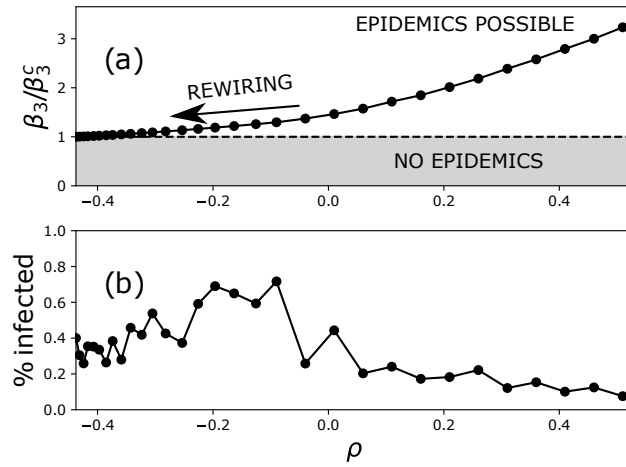 EPIDEMICS POSSIBLE
(a)
REWIRING
NO EPIDEMICS
β₃/β₃ᶜ
3
2
1
0
−0.4 −0.2 0.0 0.2 0.4
(b)
% infected
1.0
0.8
0.6
0.4
0.2
0.0
−0.4 −0.2 0.0 0.2 0.4
ρ